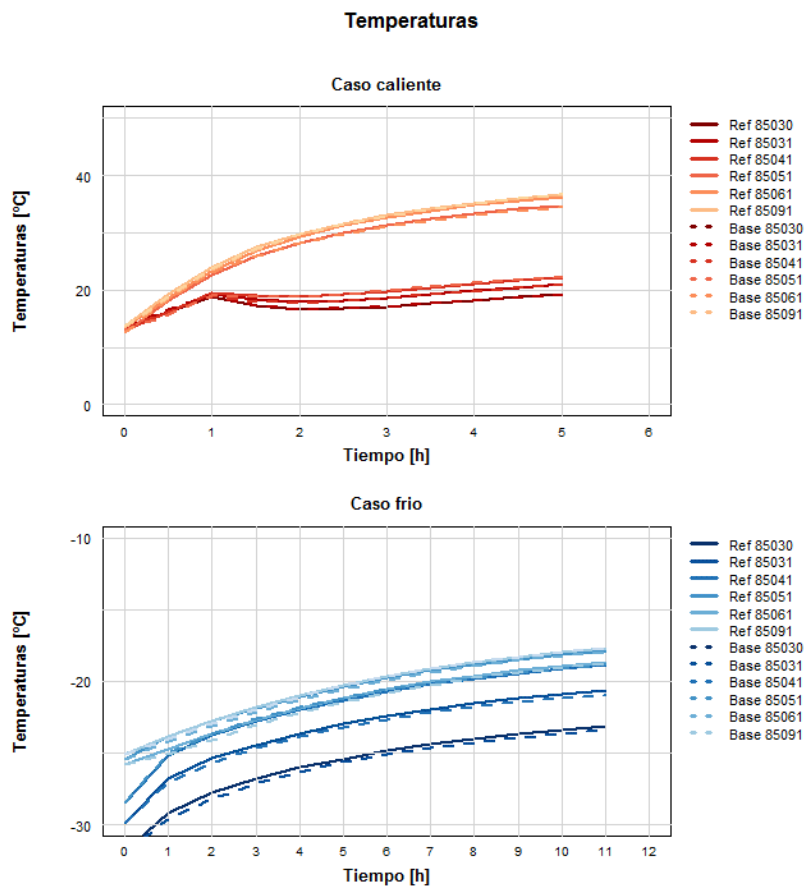 Temperaturas
Caso caliente
Temperaturas [ºC]
40
20
0
0 1 2 3 4 5 6
Tiempo [h]
Ref 85030
Ref 85031
Ref 85041
Ref 85051
Ref 85061
Ref 85091
Base 85030
Base 85031
Base 85041
Base 85051
Base 85061
Base 85091
Caso frio
Temperaturas [ºC]
-10
-20
-30
0 1 2 3 4 5 6 7 8 9 10 11 12
Tiempo [h]
Ref 85030
Ref 85031
Ref 85041
Ref 85051
Ref 85061
Ref 85091
Base 85030
Base 85031
Base 85041
Base 85051
Base 85061
Base 85091